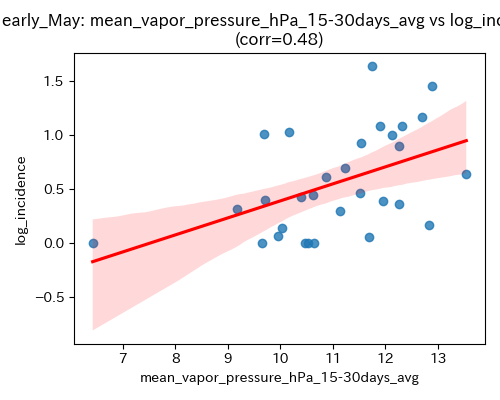 early_May: mean_vapor_pressure_hPa_15-30days_avg vs log_inc
(corr=0.48)
1.5
1.0
0.5
0.0
−0.5
log_incidence
7 8 9 10 11 12 13
mean_vapor_pressure_hPa_15-30days_avg